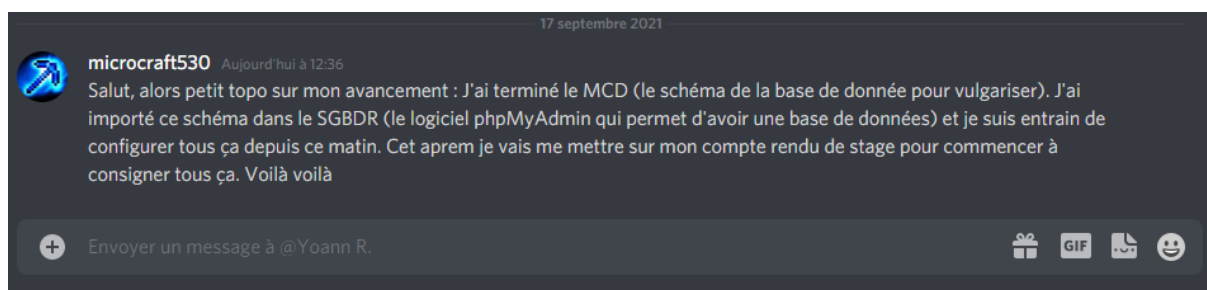 17 septembre 2021
microcraft530 Aujourd'hui à 12:36
Salut, alors petit topo sur mon avancement : J'ai terminé le MCD (le schéma de la base de donnée pour vulgariser). J'ai
importé ce schéma dans le SGBDR (le logiciel phpMyAdmin qui permet d'avoir une base de données) et je suis entrain de
configurer tous ça depuis ce matin. Cet aprem je vais me mettre sur mon compte rendu de stage pour commencer à
consigner tous ça. Voilà voilà
Envoyer un message à @Yoann R.
GIF